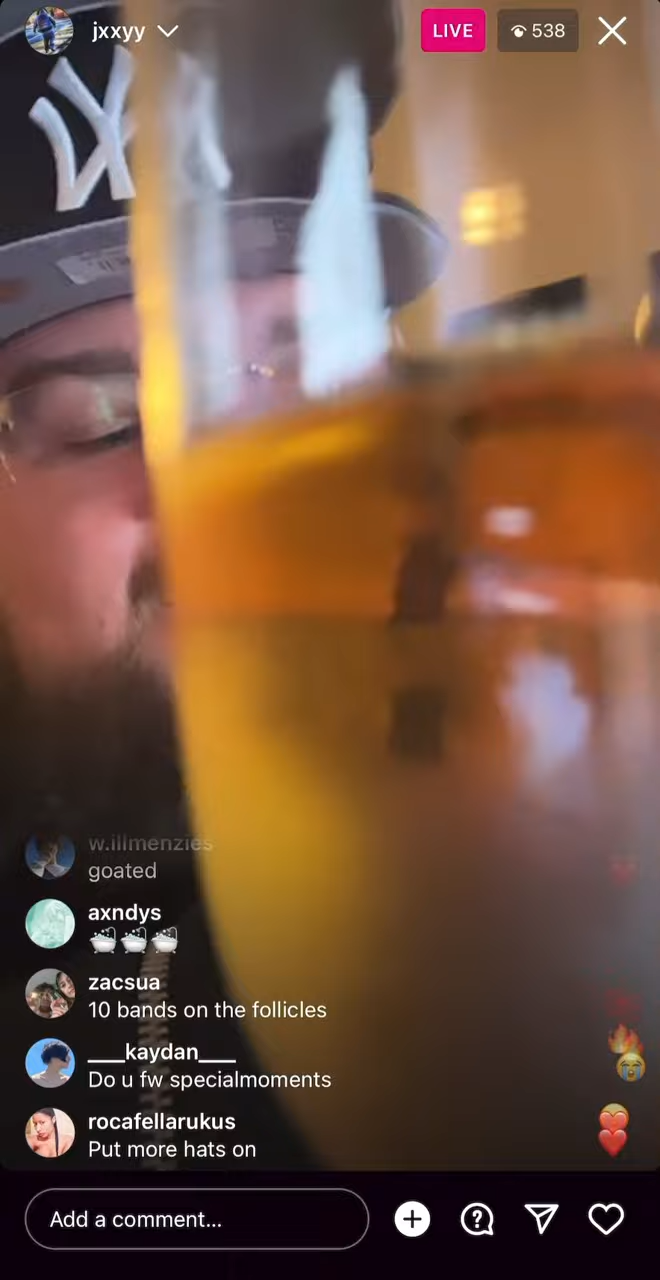 jxxyy
LIVE
538
NY
w.illmenzies
goated
axndys
🛁🛁🛁
zacsua
10 bands on the follicles
___kaydan___
Do u fw specialmoments
rocafellarukus
Put more hats on
Add a comment...